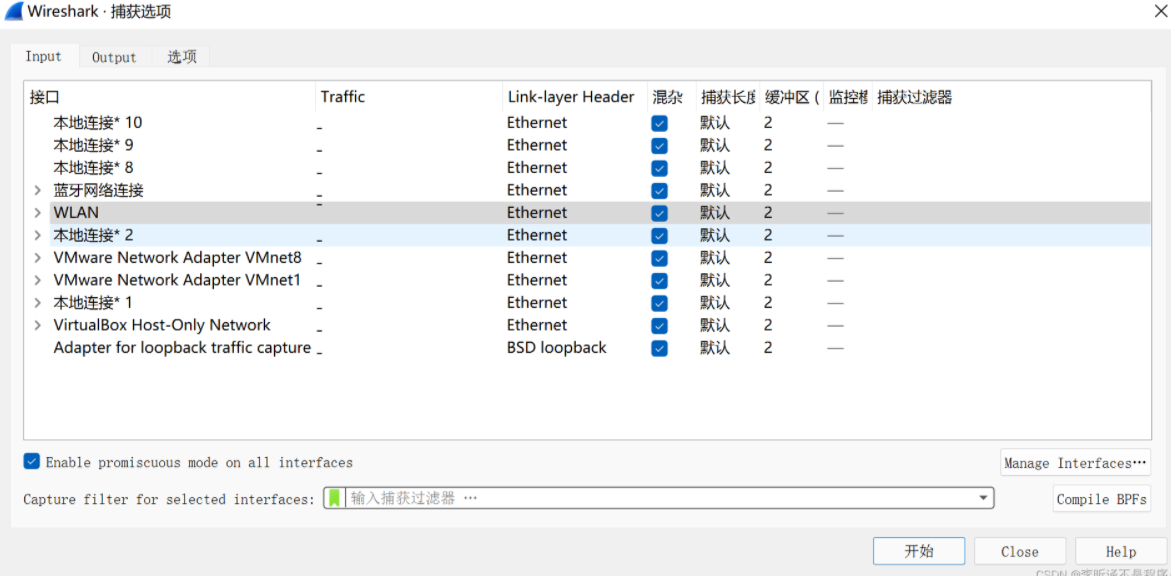 Wireshark · 捕获选项
Input Output 选项
接口 Traffic Link-layer Header 混杂 捕获长度 缓冲区 ( 监控模 捕获过滤器
本地连接* 10 _ Ethernet 默认 2 —
本地连接* 9 _ Ethernet 默认 2 —
本地连接* 8 _ Ethernet 默认 2 —
蓝牙网络连接 _ Ethernet 默认 2 —
WLAN Ethernet 默认 2 —
本地连接* 2 _ Ethernet 默认 2 —
VMware Network Adapter VMnet8 _ Ethernet 默认 2 —
VMware Network Adapter VMnet1 _ Ethernet 默认 2 —
本地连接* 1 _ Ethernet 默认 2 —
VirtualBox Host-Only Network _ Ethernet 默认 2 —
Adapter for loopback traffic capture _ BSD loopback 默认 2 —
Enable promiscuous mode on all interfaces
Manage Interfaces…
Capture filter for selected interfaces: 输入捕获过滤器 …
Compile BPFs
开始 Close Help
CSDN